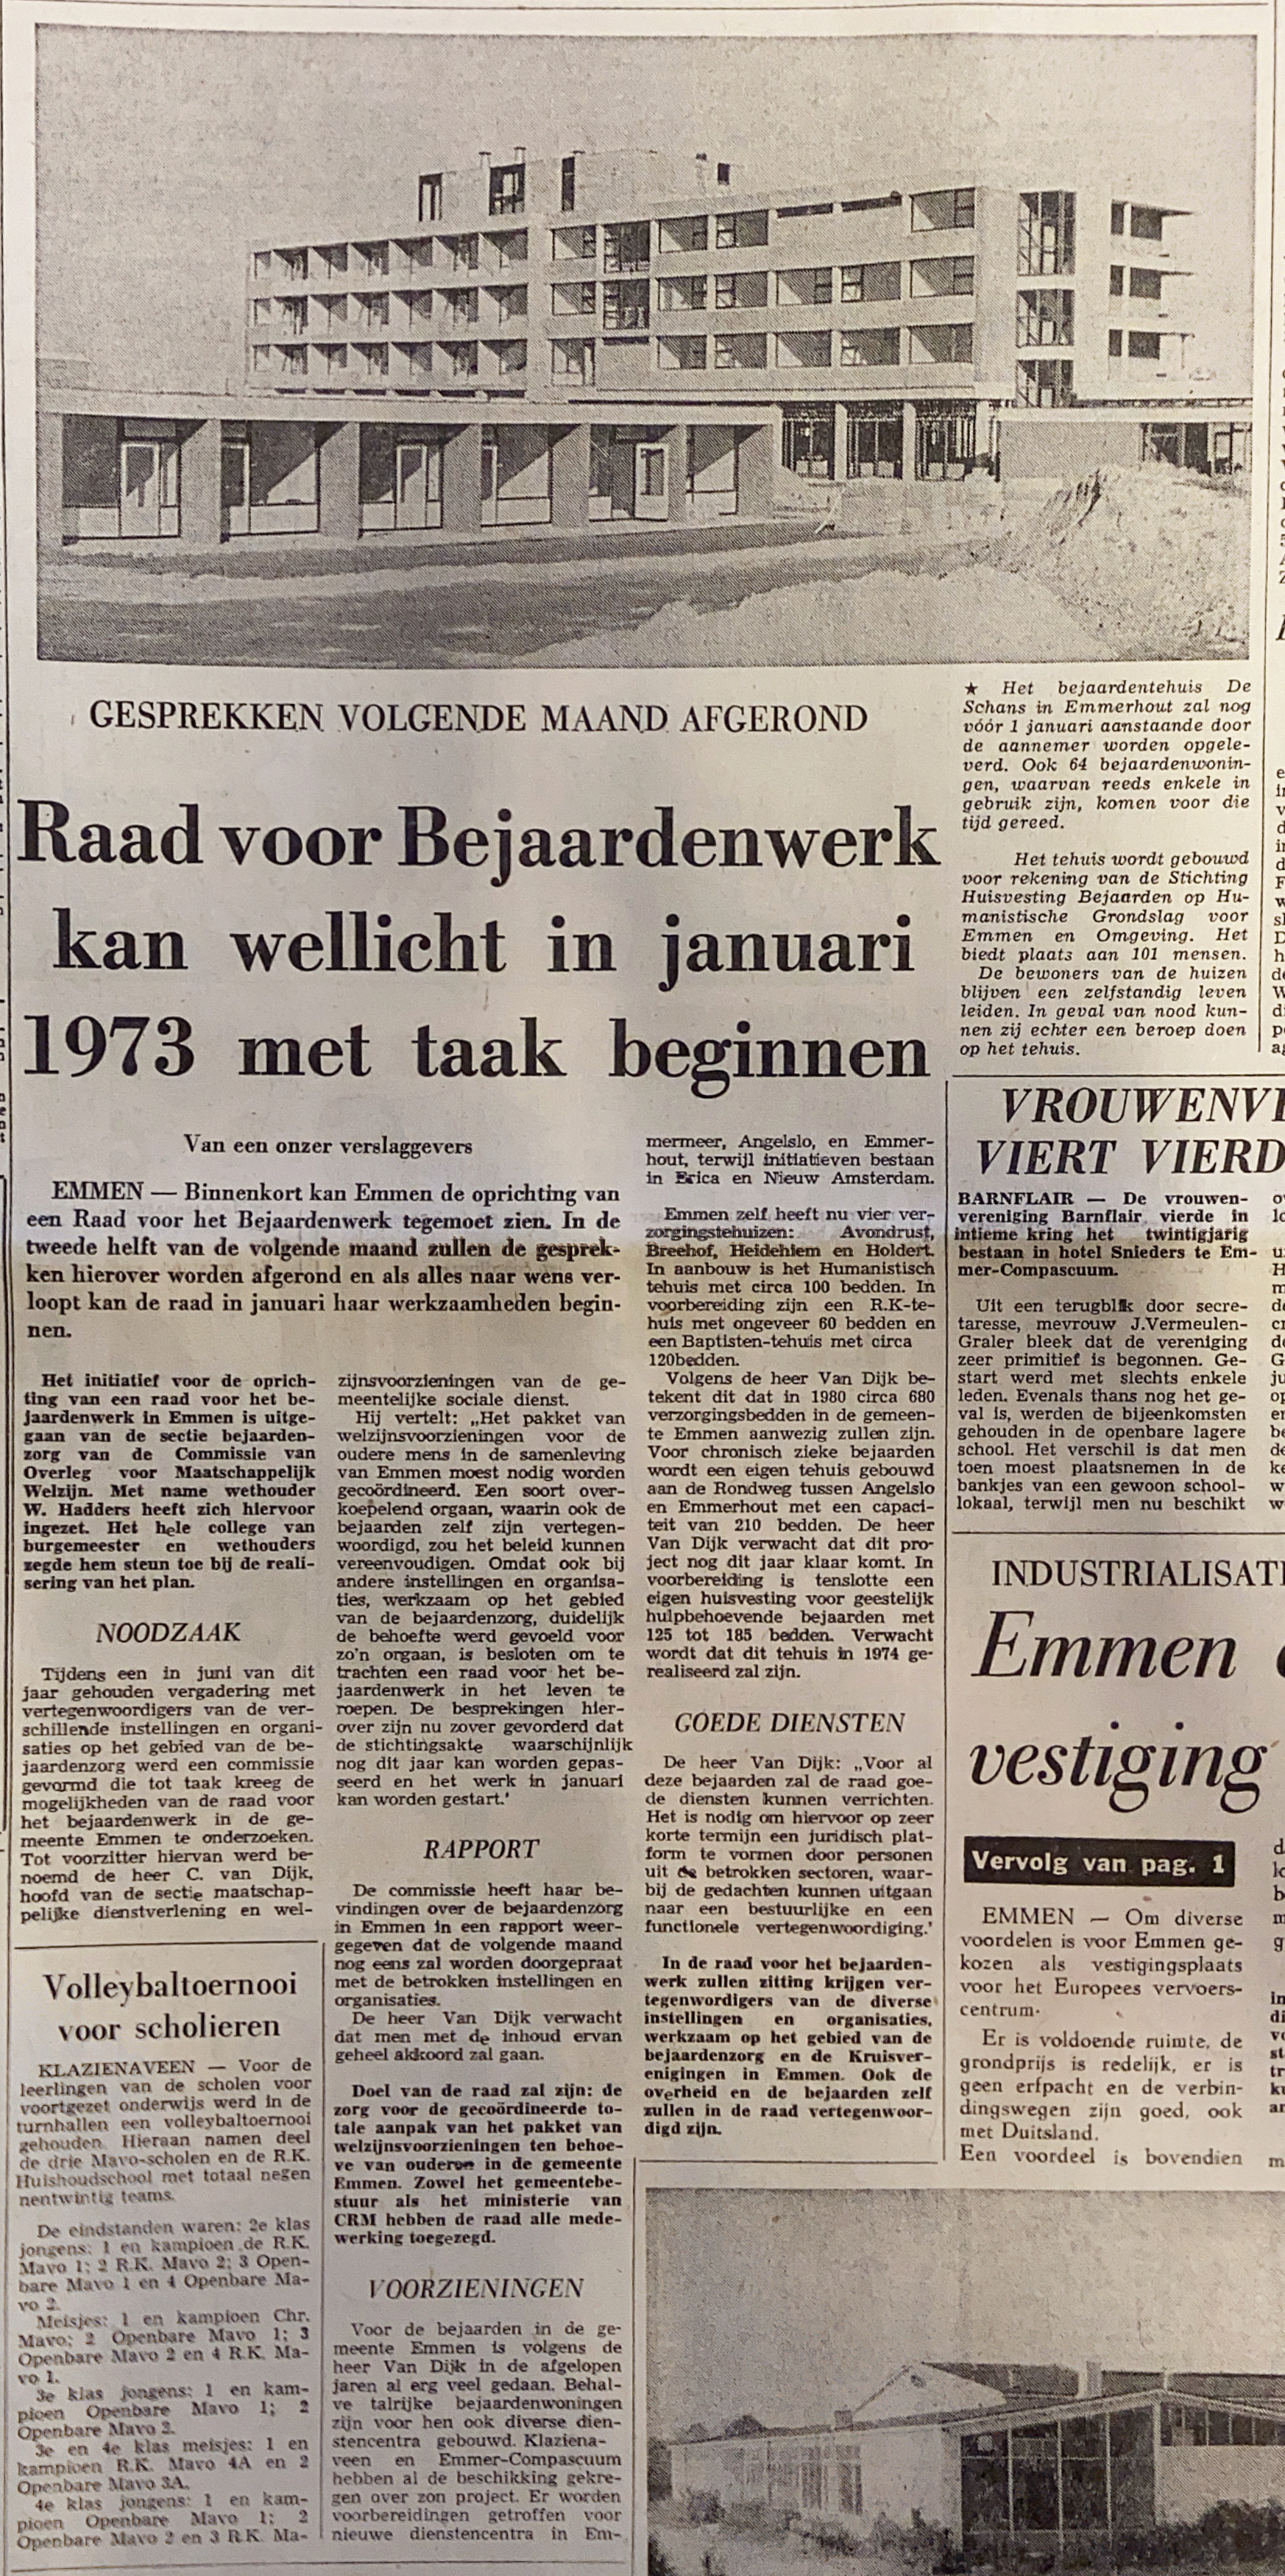 GESPREKKEN VOLGENDE MAAND AFGEROND
Raad voor Bejaardenwerk
kan wellicht in januari
1973 met taak beginnen
★ Het bejaardentehuis De
Schans in Emmerhout zal nog
vóór 1 januari aanstaande door
de aannemer worden opgele-
verd. Ook 64 bejaardenwonin-
gen, waarvan reeds enkele in
gebruik zijn, komen voor die
tijd gereed.
Het tehuis wordt gebouwd
voor rekening van de Stichting
Huisvesting Bejaarden op Hu-
manistische Grondslag voor
Emmen en Omgeving. Het
biedt plaats aan 101 mensen.
De bewoners van de huizen
blijven een zelfstandig leven
leiden. In geval van nood kun-
nen zij echter een beroep doen
op het tehuis.
Van een onzer verslaggevers
EMMEN — Binnenkort kan Emmen de oprichting van
een Raad voor het Bejaardenwerk tegemoet zien. In de
tweede helft van de volgende maand zullen de gesprek-
ken hierover worden afgerond en als alles naar wens ver-
loopt kan de raad in januari haar werkzaamheden begin-
nen.
Het initiatief voor de oprich-
ting van een raad voor het be-
jaardenwerk in Emmen is uitge-
gaan van de sectie bejaarden-
zorg van de Commissie van
Overleg voor Maatschappelijk
Welzijn. Met name wethouder
W. Hadders heeft zich hiervoor
ingezet. Het hele college van
burgemeester en wethouders
zegde hem steun toe bij de reali-
sering van het plan.
NOODZAAK
Tijdens een in juni van dit
jaar gehouden vergadering met
vertegenwoordigers van de ver-
schillende instellingen en organi-
saties op het gebied van de be-
jaardenzorg werd een commissie
gevormd die tot taak kreeg de
mogelijkheden van de raad voor
het bejaardenwerk in de ge-
meente Emmen te onderzoeken.
Tot voorzitter hiervan werd be-
noemd de heer C. van Dijk,
hoofd van de sectie maatschap-
pelijke dienstverlening en wel-
zijnsvoorzieningen van de ge-
meentelijke sociale dienst.
Hij vertelt: „Het pakket van
welzijnsvoorzieningen voor de
oudere mens in de samenleving
van Emmen moest nodig worden
gecoördineerd. Een soort over-
koepelend orgaan, waarin ook de
bejaarden zelf zijn vertegen-
woordigd, zou het beleid kunnen
vereenvoudigen. Omdat ook bij
andere instellingen en organisa-
ties, werkzaam op het gebied
van de bejaardenzorg, duidelijk
de behoefte werd gevoeld voor
zo'n orgaan, is besloten om te
trachten een raad voor het be-
jaardenwerk in het leven te
roepen. De besprekingen hier-
over zijn nu zover gevorderd dat
de stichtingsakte waarschijnlijk
nog dit jaar kan worden gepas-
seerd en het werk in januari
kan worden gestart.'
RAPPORT
De commissie heeft haar be-
vindingen over de bejaardenzorg
in Emmen in een rapport weer-
gegeven dat de volgende maand
nog eens zal worden doorgepraat
met de betrokken instellingen en
organisaties.
De heer Van Dijk verwacht
dat men met de inhoud ervan
geheel akkoord zal gaan.
Doel van de raad zal zijn: de
zorg voor de gecoördineerde to-
tale aanpak van het pakket van
welzijnsvoorzieningen ten behoe-
ve van ouderen in de gemeente
Emmen. Zowel het gemeentebe-
stuur als het ministerie van
CRM hebben de raad alle mede-
werking toegezegd.
VOORZIENINGEN
Voor de bejaarden in de ge-
meente Emmen is volgens de
heer Van Dijk in de afgelopen
jaren al erg veel gedaan. Behal-
ve talrijke bejaardenwoningen
zijn voor hen ook diverse dien-
stencentra gebouwd. Klaziena-
veen en Emmer-Compascuum
hebben al de beschikking gekre-
gen over zon project. Er worden
voorbereidingen getroffen voor
nieuwe dienstencentra in Em-
mermeer, Angelslo, en Emmer-
hout, terwijl initiatieven bestaan
in Erica en Nieuw Amsterdam.
Emmen zelf heeft nu vier ver-
zorgingstehuizen: Avondrust,
Breehof, Heidehiem en Holdert.
In aanbouw is het Humanistisch
tehuis met circa 100 bedden. In
voorbereiding zijn een R.K-te-
huis met ongeveer 60 bedden en
een Baptisten-tehuis met circa
120bedden.
Volgens de heer Van Dijk be-
tekent dit dat in 1980 circa 680
verzorgingsbedden in de gemeen-
te Emmen aanwezig zullen zijn.
Voor chronisch zieke bejaarden
wordt een eigen tehuis gebouwd
aan de Rondweg tussen Angelslo
en Emmerhout met een capaci-
teit van 210 bedden. De heer
Van Dijk verwacht dat dit pro-
ject nog dit jaar klaar komt. In
voorbereiding is tenslotte een
eigen huisvesting voor geestelijk
hulpbehoevende bejaarden met
125 tot 185 bedden. Verwacht
wordt dat dit tehuis in 1974 ge-
realiseerd zal zijn.
GOEDE DIENSTEN
De heer Van Dijk: „Voor al
deze bejaarden zal de raad goe-
de diensten kunnen verrichten.
Het is nodig om hiervoor op zeer
korte termijn een juridisch plat-
form te vormen door personen
uit de betrokken sectoren, waar-
bij de gedachten kunnen uitgaan
naar een bestuurlijke en een
functionele vertegenwoordiging.'
In de raad voor het bejaarden-
werk zullen zitting krijgen ver-
tegenwordigers van de diverse
instellingen en organisaties,
werkzaam op het gebied van de
bejaardenzorg en de Kruisver-
enigingen in Emmen. Ook de
overheid en de bejaarden zelf
zullen in de raad vertegenwoor-
digd zijn.
Volleybaltoernooi
voor scholieren
KLAZIENAVEEN — Voor de
leerlingen van de scholen voor
voortgezet onderwijs werd in de
turnhallen een volleybaltoernooi
gehouden. Hieraan namen deel
de drie Mavo-scholen en de R.K.
Huishoudschool met totaal negen
nentwintig teams.
De eindstanden waren: 2e klas
jongens: 1 en kampioen de R.K.
Mavo 1; 2 R.K. Mavo 2; 3 Open-
bare Mavo 1 en 4 Openbare Ma-
vo 2.
Meisjes: 1 en kampioen Chr.
Mavo; 2 Openbare Mavo 1; 3
Openbare Mavo 2 en 4 R.K. Ma-
vo 1.
3e klas jongens: 1 en kam-
pioen Openbare Mavo 1; 2
Openbare Mavo 2.
3e en 4e klas meisjes: 1 en
kampioen R.K. Mavo 4A en 2
Openbare Mavo 3A.
4e klas jongens: 1 en kam-
pioen Openbare Mavo 1; 2
Openbare Mavo 2 en 3 R.K. Ma-
VROUWENVE
VIERT VIERD
BARNFLAIR — De vrouwen-
vereniging Barnflair vierde in
intieme kring het twintigjarig
bestaan in hotel Snieders te Em-
mer-Compascuum.
Uit een terugblik door secre-
taresse, mevrouw J.Vermeulen-
Graler bleek dat de vereniging
zeer primitief is begonnen. Ge-
start werd met slechts enkele
leden. Evenals thans nog het ge-
val is, werden de bijeenkomsten
gehouden in de openbare lagere
school. Het verschil is dat men
toen moest plaatsnemen in de
bankjes van een gewoon school-
lokaal, terwijl men nu beschikt
INDUSTRIALISATI
Emmen
vestiging
Vervolg van pag. 1
EMMEN — Om diverse
voordelen is voor Emmen ge-
kozen als vestigingsplaats
voor het Europees vervoers-
centrum.
Er is voldoende ruimte, de
grondprijs is redelijk, er is
geen erfpacht en de verbin-
dingswegen zijn goed, ook
met Duitsland.
Een voordeel is bovendien